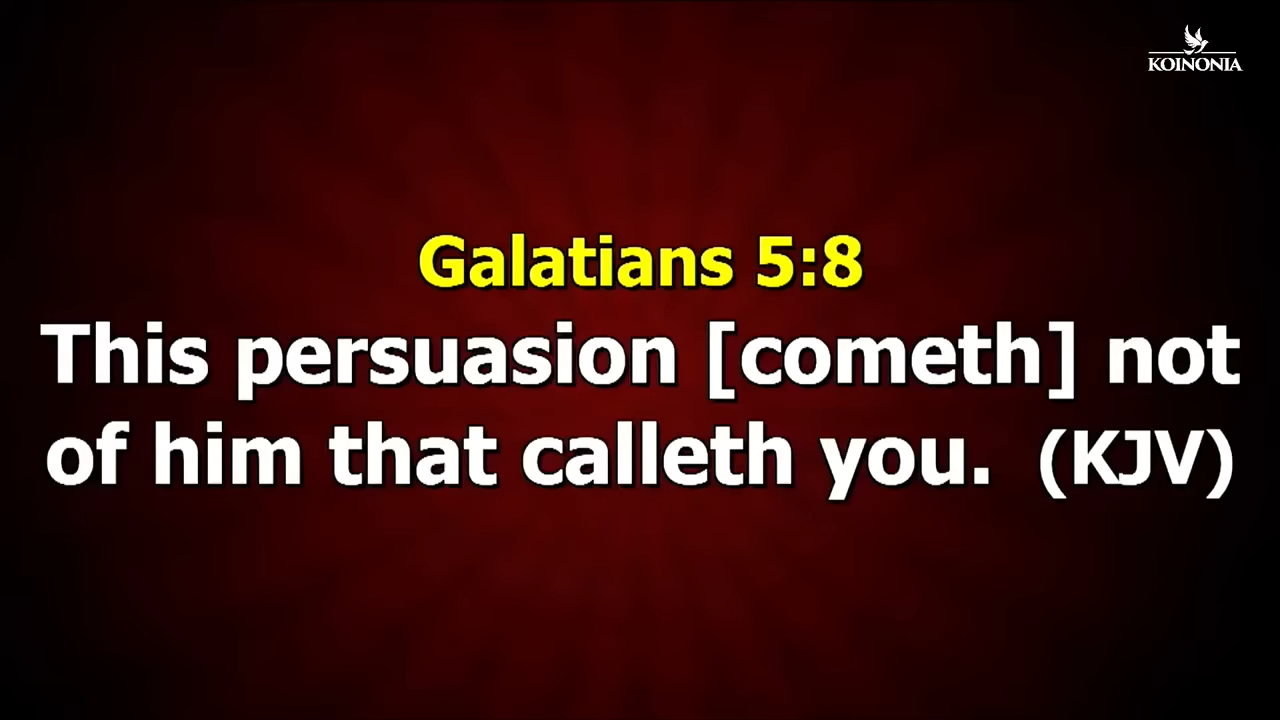 KOINONIA
Galatians 5:8
This persuasion [cometh] not
of him that calleth you. (KJV)